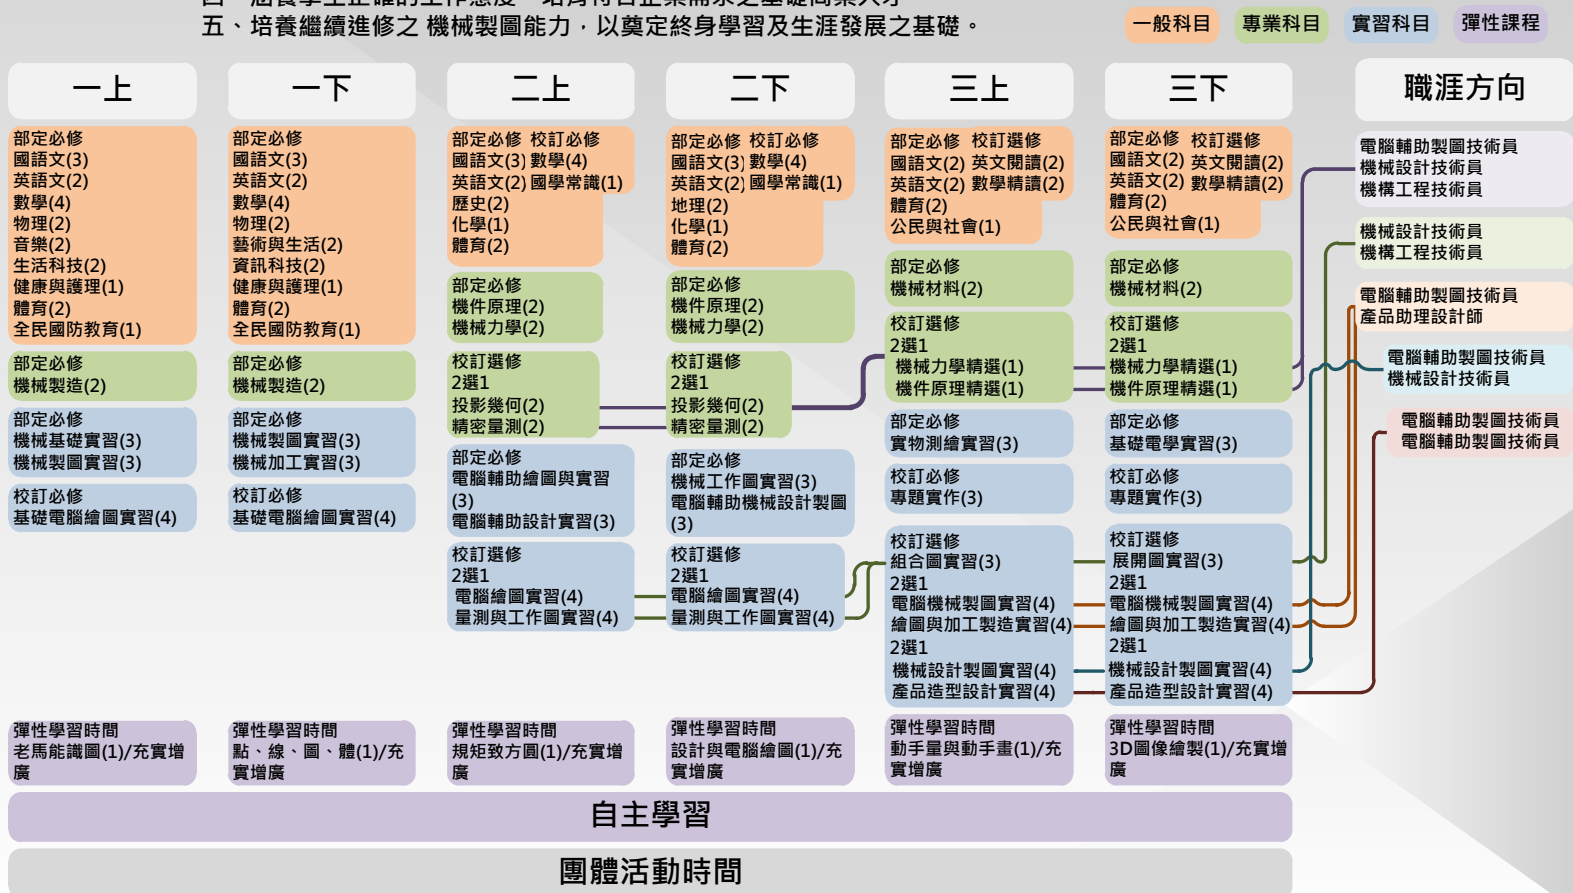 五、培養繼續進修之 機械製圖能力，以奠定終身學習及生涯發展之基礎。
一般科目
專業科目
實習科目
彈性課程
一上
部定必修
國語文(3)
英語文(2)
數學(4)
物理(2)
音樂(2)
生活科技(2)
健康與護理(1)
體育(2)
全民國防教育(1)
部定必修
機械製造(2)
部定必修
機械基礎實習(3)
機械製圖實習(3)
校訂必修
基礎電腦繪圖實習(4)
彈性學習時間
老馬能識圖(1)/充實增
廣
一下
部定必修
國語文(3)
英語文(2)
數學(4)
物理(2)
藝術與生活(2)
資訊科技(2)
健康與護理(1)
體育(2)
全民國防教育(1)
部定必修
機械製造(2)
部定必修
機械製圖實習(3)
機械加工實習(3)
校訂必修
基礎電腦繪圖實習(4)
彈性學習時間
點、線、圖、體(1)/充
實增廣
二上
部定必修
國語文(3)
英語文(2)
歷史(2)
化學(1)
體育(2)
校訂必修
數學(4)
國學常識(1)
部定必修
機件原理(2)
機械力學(2)
校訂選修
2選1
投影幾何(2)
精密量測(2)
部定必修
電腦輔助繪圖與實習
(3)
電腦輔助設計實習(3)
校訂選修
2選1
電腦繪圖實習(4)
量測與工作圖實習(4)
彈性學習時間
規矩致方圓(1)/充實增
廣
二下
部定必修
國語文(3)
英語文(2)
地理(2)
化學(1)
體育(2)
校訂必修
數學(4)
國學常識(1)
部定必修
機件原理(2)
機械力學(2)
校訂選修
2選1
投影幾何(2)
精密量測(2)
部定必修
機械工作圖實習(3)
電腦輔助機械設計製圖
(3)
校訂選修
2選1
電腦繪圖實習(4)
量測與工作圖實習(4)
彈性學習時間
設計與電腦繪圖(1)/充
實增廣
三上
部定必修
國語文(2)
英語文(2)
體育(2)
公民與社會(1)
校訂選修
英文閱讀(2)
數學精讀(2)
部定必修
機械材料(2)
校訂選修
2選1
機械力學精選(1)
機件原理精選(1)
部定必修
實物測繪實習(3)
校訂必修
專題實作(3)
校訂選修
組合圖實習(3)
2選1
電腦機械製圖實習(4)
繪圖與加工製造實習(4)
2選1
機械設計製圖實習(4)
產品造型設計實習(4)
彈性學習時間
動手量與動手畫(1)/充
實增廣
三下
部定必修
國語文(2)
英語文(2)
體育(2)
公民與社會(1)
校訂選修
英文閱讀(2)
數學精讀(2)
部定必修
機械材料(2)
校訂選修
2選1
機械力學精選(1)
機件原理精選(1)
部定必修
基礎電學實習(3)
校訂必修
專題實作(3)
校訂選修
展開圖實習(3)
2選1
電腦機械製圖實習(4)
繪圖與加工製造實習(4)
2選1
機械設計製圖實習(4)
產品造型設計實習(4)
彈性學習時間
3D圖像繪製(1)/充實增
廣
職涯方向
電腦輔助製圖技術員
機械設計技術員
機構工程技術員
機械設計技術員
機構工程技術員
電腦輔助製圖技術員
產品助理設計師
電腦輔助製圖技術員
機械設計技術員
電腦輔助製圖技術員
電腦輔助製圖技術員
自主學習
團體活動時間